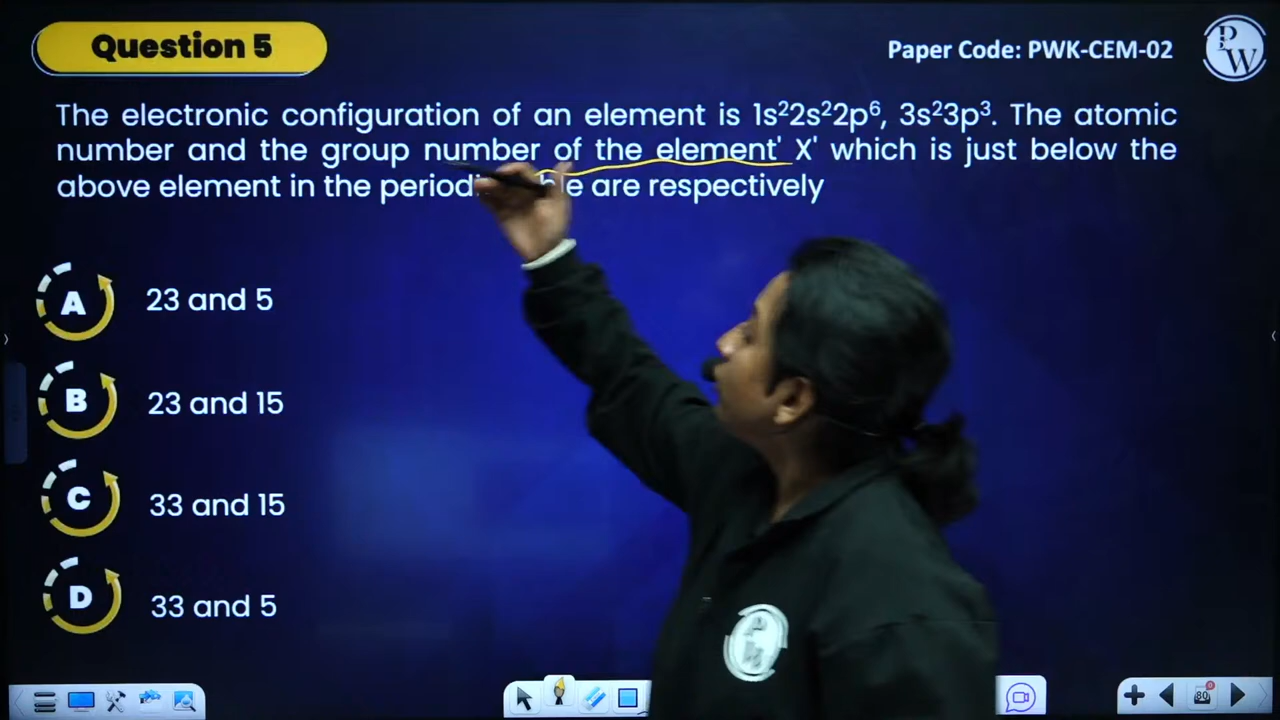 Question 5
Paper Code: PWK-CEM-02
PW
The electronic configuration of an element is 1s²2s²2p⁶, 3s²3p³. The atomic
number and the group number of the element' X' which is just below the
above element in the are respectively
A 23 and 5
B 23 and 15
C 33 and 15
D 33 and 5
80